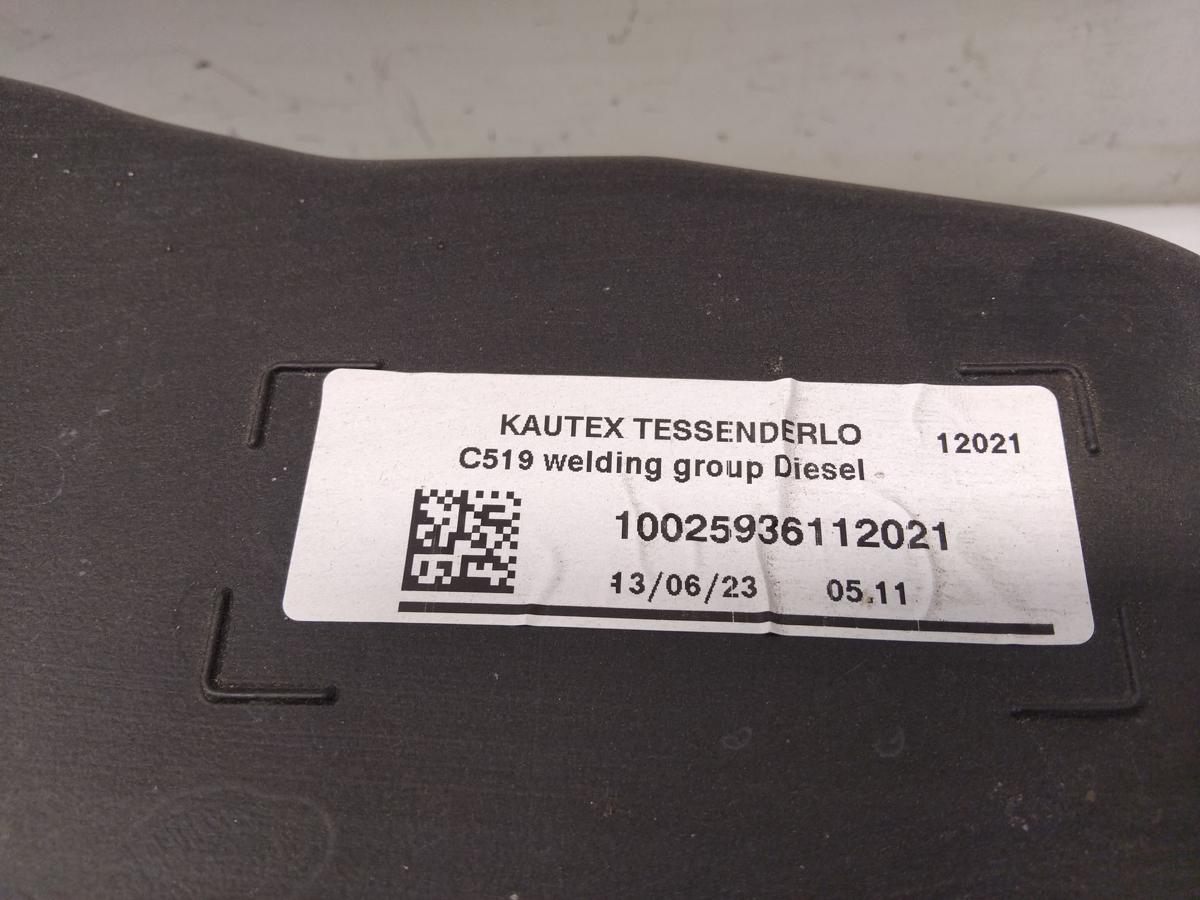 KAUTEX TESSENDERLO 12021
C519 welding group Diesel
10025936112021
13/06/23 05.11